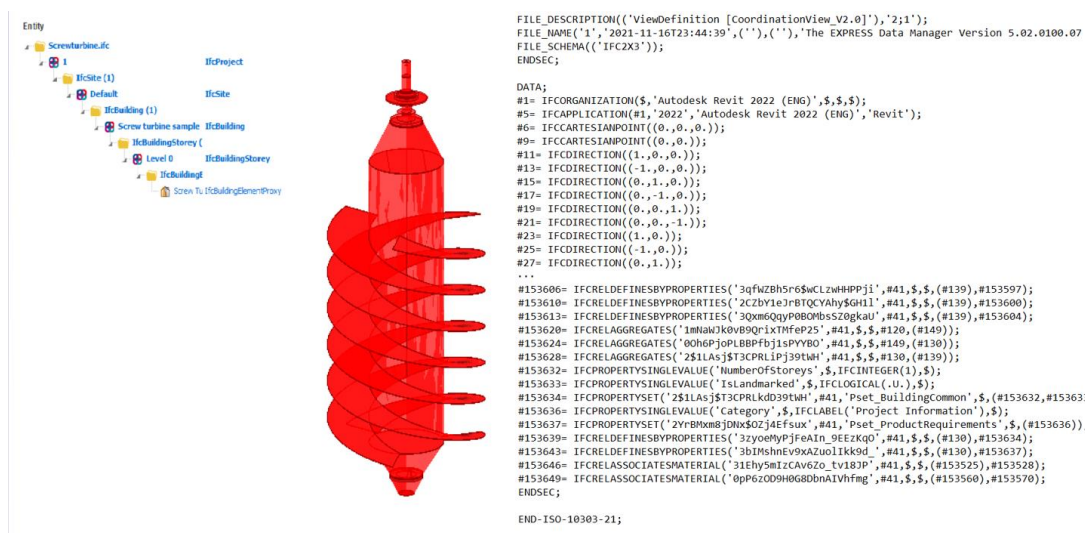 Entity
Screwturbine.ifc
1 IfcProject
IfcSite (1)
Default IfcSite
IfcBuilding (1)
Screw turbine sample IfcBuilding
IfcBuildingStorey (
Level 0 IfcBuildingStorey
IfcBuildingE
Screw Tu IfcBuildingElementProxy
FILE_DESCRIPTION(('ViewDefinition [CoordinationView_V2.0]'),'2;1');
FILE_NAME('1','2021-11-16T23:44:39',(''),(''),'The EXPRESS Data Manager Version 5.02.0100.07
FILE_SCHEMA(('IFC2X3'));
ENDSEC;
DATA;
#1= IFCORGANIZATION($,'Autodesk Revit 2022 (ENG)',$,$,$);
#5= IFCAPPLICATION(#1,'2022','Autodesk Revit 2022 (ENG)','Revit');
#6= IFCCARTESIANPOINT((0.,0.,0.));
#9= IFCCARTESIANPOINT((0.,0.));
#11= IFCDIRECTION((1.,0.,0.));
#13= IFCDIRECTION((-1.,0.,0.));
#15= IFCDIRECTION((0.,1.,0.));
#17= IFCDIRECTION((0.,-1.,0.));
#19= IFCDIRECTION((0.,0.,1.));
#21= IFCDIRECTION((0.,0.,-1.));
#23= IFCDIRECTION((1.,0.));
#25= IFCDIRECTION((-1.,0.));
#27= IFCDIRECTION((0.,1.));
...
#153606= IFCRELDEFINESBYPROPERTIES('3qfWZBh5r6$wCLzwHHPPji',#41,$,$,(#139),#153597);
#153610= IFCRELDEFINESBYPROPERTIES('2CZbY1eJrBTQCYAhy$GH1l',#41,$,$,(#139),#153600);
#153613= IFCRELDEFINESBYPROPERTIES('3Qxm6QqyP0BOMbsSZ0gkaU',#41,$,$,(#139),#153604);
#153620= IFCRELAGGREGATES('1mNaWJk0vB9QrixTMfeP25',#41,$,$,#120,(#149));
#153624= IFCRELAGGREGATES('0Oh6PjoPLBBPfbj1sPYYBO',#41,$,$,#149,(#130));
#153628= IFCRELAGGREGATES('2$1LAsj$T3CPRLiPj39tWH',#41,$,$,#130,(#139));
#153632= IFCPROPERTYSINGLEVALUE('NumberOfStoreys',$,IFCINTEGER(1),$);
#153633= IFCPROPERTYSINGLEVALUE('IsLandmarked',$,IFCLOGICAL(.U.),$);
#153634= IFCPROPERTYSET('2$1LAsj$T3CPRLkdD39tWH',#41,'Pset_BuildingCommon',$,(#153632,#153633
#153636= IFCPROPERTYSINGLEVALUE('Category',$,IFCLABEL('Project Information'),$);
#153637= IFCPROPERTYSET('2YrBMxm8jDNx$OZj4Efsux',#41,'Pset_ProductRequirements',$,(#153636));
#153639= IFCRELDEFINESBYPROPERTIES('3zyoeMyPjFeAIn_9EEzKqO',#41,$,$,(#130),#153634);
#153643= IFCRELDEFINESBYPROPERTIES('3bIMshnEv9xAZuolIkk9d_',#41,$,$,(#130),#153637);
#153646= IFCRELASSOCIATESMATERIAL('31Ehy5mIzCAv6Zo_tv18JP',#41,$,$,(#153525),#153528);
#153649= IFCRELASSOCIATESMATERIAL('0pP6zOD9H0G8DbnAIVhfmg',#41,$,$,(#153560),#153570);
ENDSEC;
END-ISO-10303-21;